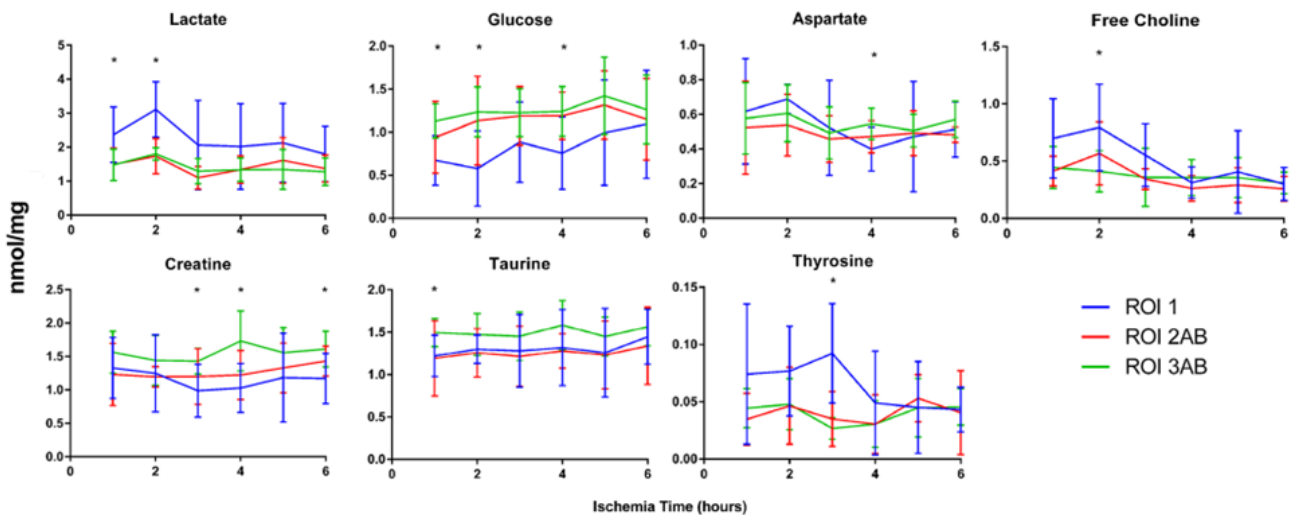 Lactate
5
4
3
2
1
0
0 2 4 6
*
*
Glucose
2.0
1.5
1.0
0.5
0.0
0 2 4 6
*
*
*
Aspartate
1.0
0.8
0.6
0.4
0.2
0.0
0 2 4 6
*
Free Choline
1.5
1.0
0.5
0.0
0 2 4 6
*
nmol/mg
Creatine
2.5
2.0
1.5
1.0
0.5
0.0
0 2 4 6
*
*
*
Taurine
2.0
1.5
1.0
0.5
0.0
0 2 4 6
*
Thyrosine
0.15
0.10
0.05
0.00
0 2 4 6
*
ROI 1
ROI 2AB
ROI 3AB
Ischemia Time (hours)